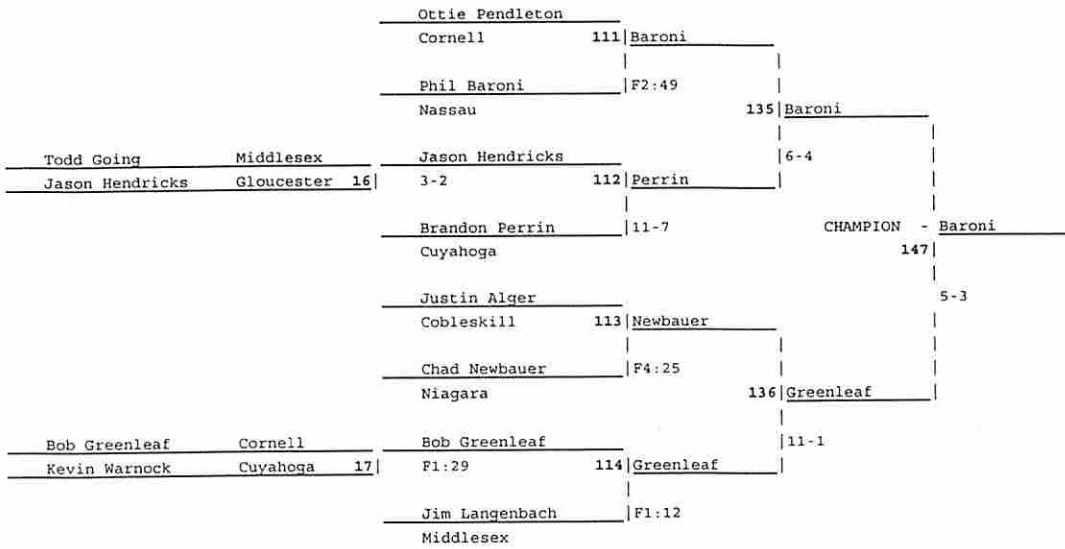 Ottie Pendleton
Cornell 111 Baroni
Phil Baroni F2:49
Nassau 135 Baroni
Todd Going Middlesex Jason Hendricks 6-4
Jason Hendricks Gloucester 16 3-2 112 Perrin
Brandon Perrin 11-7 CHAMPION - Baroni
Cuyahoga 147
Justin Alger 5-3
Cobleskill 113 Newbauer
Chad Newbauer F4:25
Niagara 136 Greenleaf
Bob Greenleaf Cornell Bob Greenleaf 11-1
Kevin Warnock Cuyahoga 17 F1:29 114 Greenleaf
Jim Langenbach F1:12
Middlesex